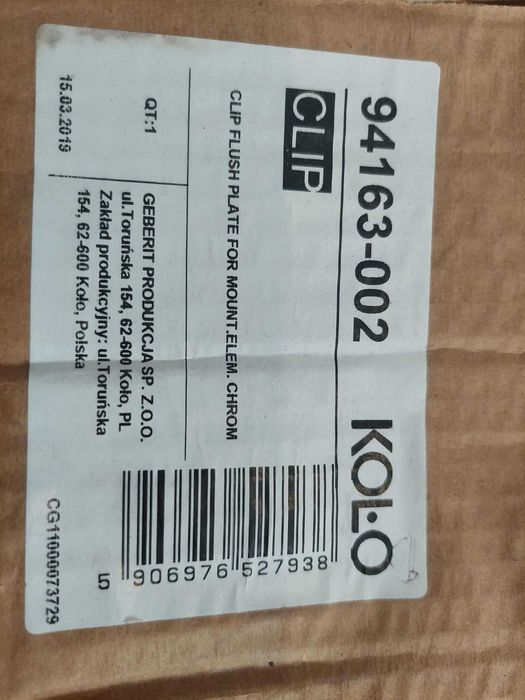 94163-002 KOŁO
CLIP
CLIP FLUSH PLATE FOR MOUNT.ELEM. CHROM
QT:1
15.03.2019
GEBERIT PRODUKCJA SP. Z.O.O.
ul.Toruńska 154, 62-600 Koło, PL
Zakład produkcyjny: ul.Toruńska
154, 62-600 Koło, Polska
5 906976 527938
CG11000073729